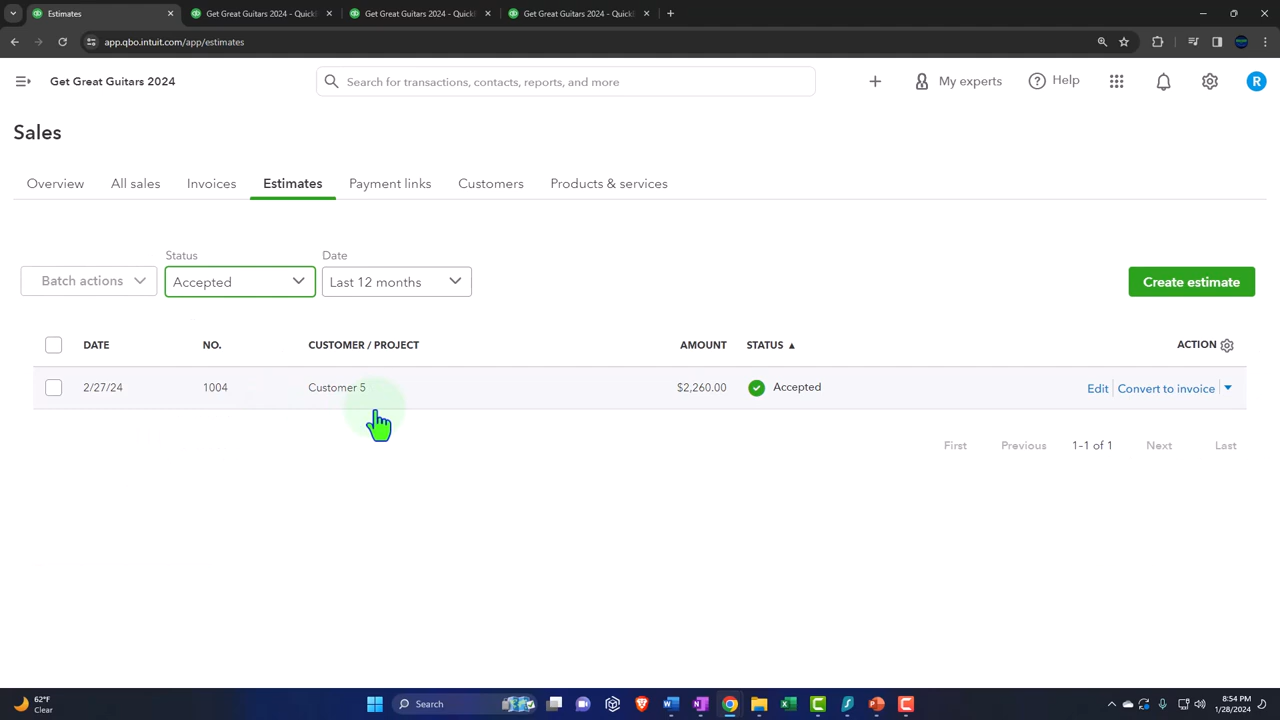 Estimates
Get Great Guitars 2024 - Quick
Get Great Guitars 2024 - Quick
Get Great Guitars 2024 - Quick
app.qbo.intuit.com/app/estimates
Get Great Guitars 2024
Search for transactions, contacts, reports, and more
My experts
Help
R
Sales
Overview
All sales
Invoices
Estimates
Payment links
Customers
Products & services
Status
Date
Batch actions
Accepted
Last 12 months
Create estimate
DATE NO. CUSTOMER / PROJECT AMOUNT STATUS ▲ ACTION
2/27/24 1004 Customer 5 $2,260.00 Accepted Edit Convert to invoice
First Previous 1-1 of 1 Next Last
62°F
Clear
Search
8:54 PM
1/28/2024